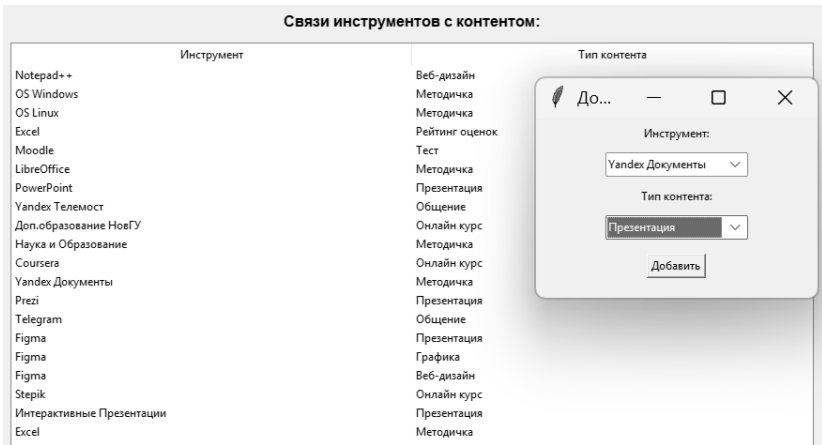 Связи инструментов с контентом:
Инструмент Тип контента
Notepad++ Веб-дизайн
OS Windows Методичка
OS Linux Методичка
Excel Рейтинг оценок
Moodle Тест
LibreOffice Методичка
PowerPoint Презентация
Yandex Телемост Общение
Доп.образование НовГУ Онлайн курс
Наука и Образование Методичка
Coursera Онлайн курс
Yandex Документы Методичка
Prezi Презентация
Telegram Общение
Figma Презентация
Figma Графика
Figma Веб-дизайн
Stepik Онлайн курс
Интерактивные Презентации Презентация
Excel Методичка
До...
Инструмент:
Yandex Документы
Тип контента:
Презентация
Добавить